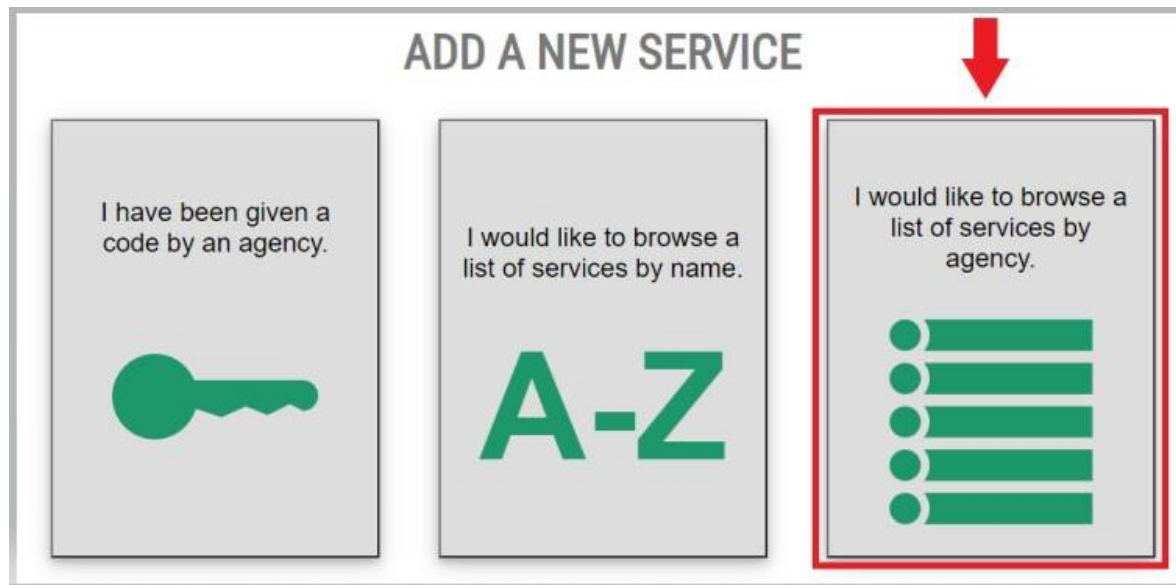 ADD A NEW SERVICE
I have been given a
code by an agency.
I would like to browse a
list of services by name.
A-Z
I would like to browse a
list of services by
agency.